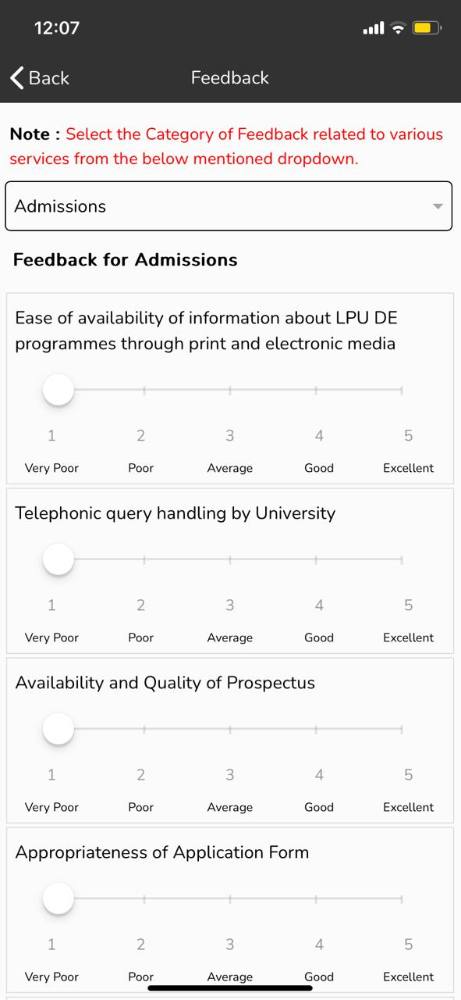 12:07
Back
Feedback
Note : Select the Category of Feedback related to various
services from the below mentioned dropdown.
Admissions
Feedback for Admissions
Ease of availability of information about LPU DE
programmes through print and electronic media
1 2 3 4 5
Very Poor Poor Average Good Excellent
Telephonic query handling by University
1 2 3 4 5
Very Poor Poor Average Good Excellent
Availability and Quality of Prospectus
1 2 3 4 5
Very Poor Poor Average Good Excellent
Appropriateness of Application Form
1 2 3 4 5
Very Poor Poor Average Good Excellent